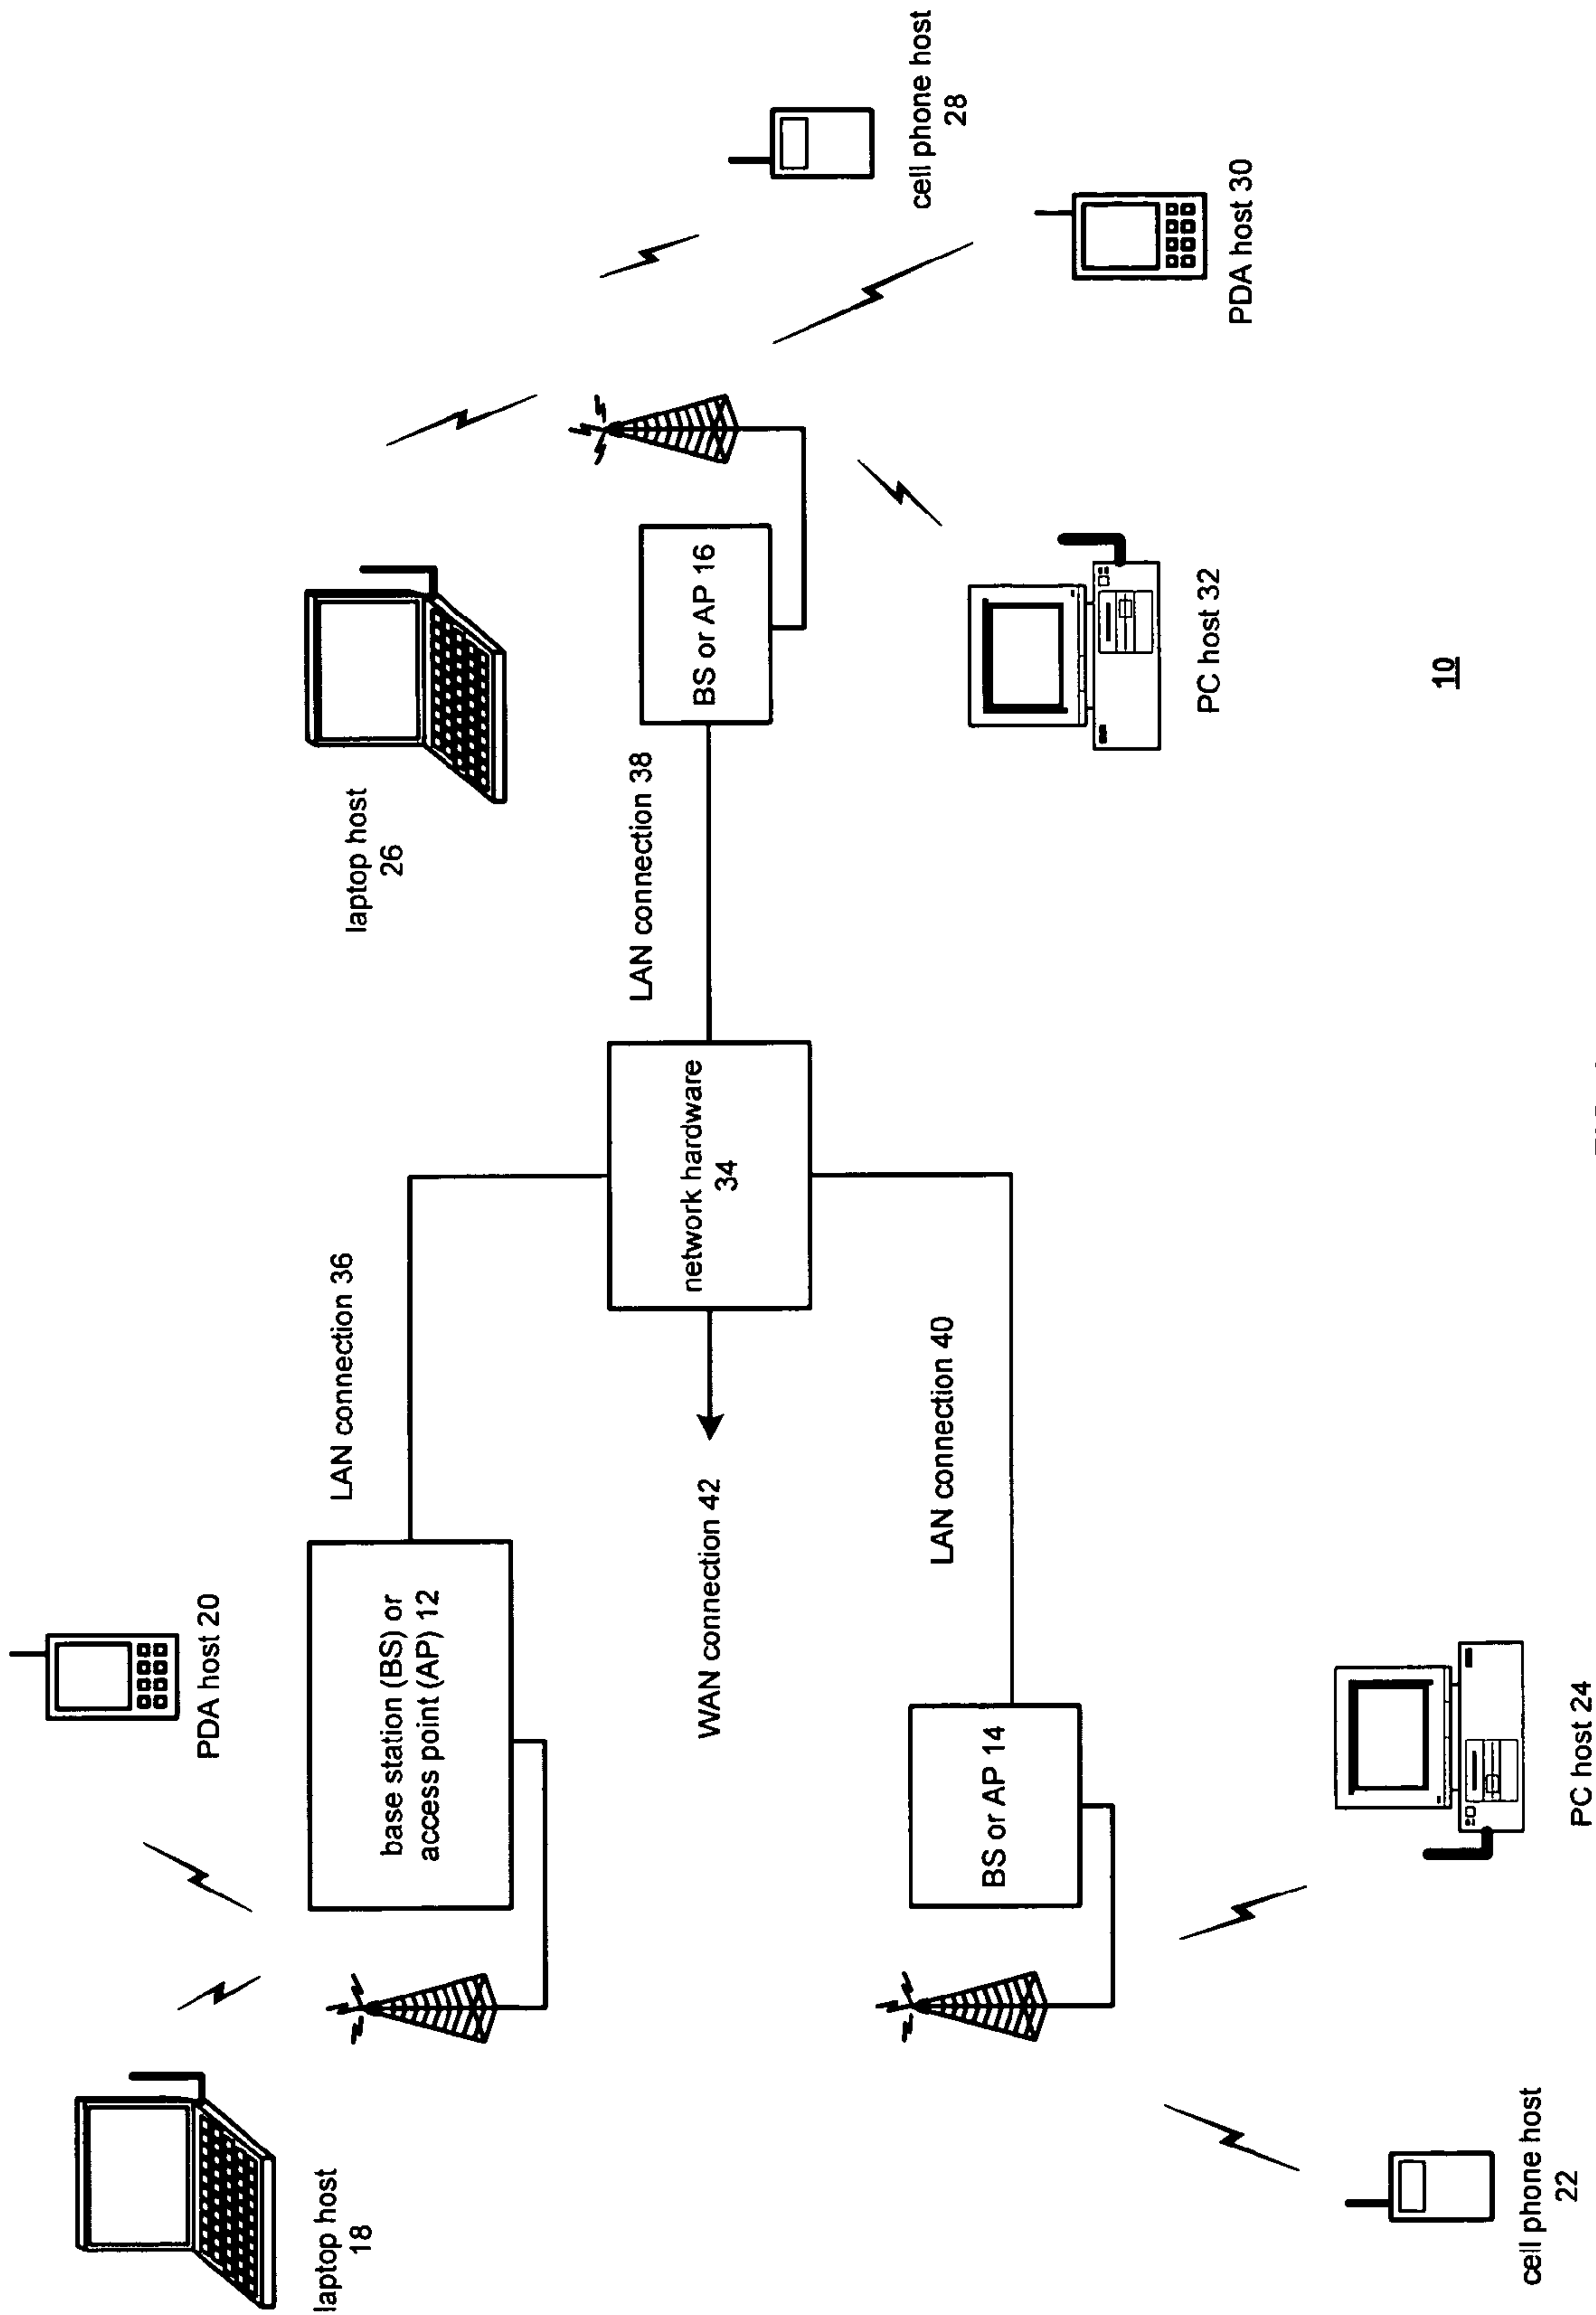 PDA host 20
laptop host
18
base station (BS) or
access point (AP) 12
LAN connection 36
laptop host
26
WAN connection 42
network hardware
34
LAN connection 38
BS or AP 16
cell phone host
28
BS or AP 14
LAN connection 40
PC host 32
PDA host 30
cell phone host
22
PC host 24
10